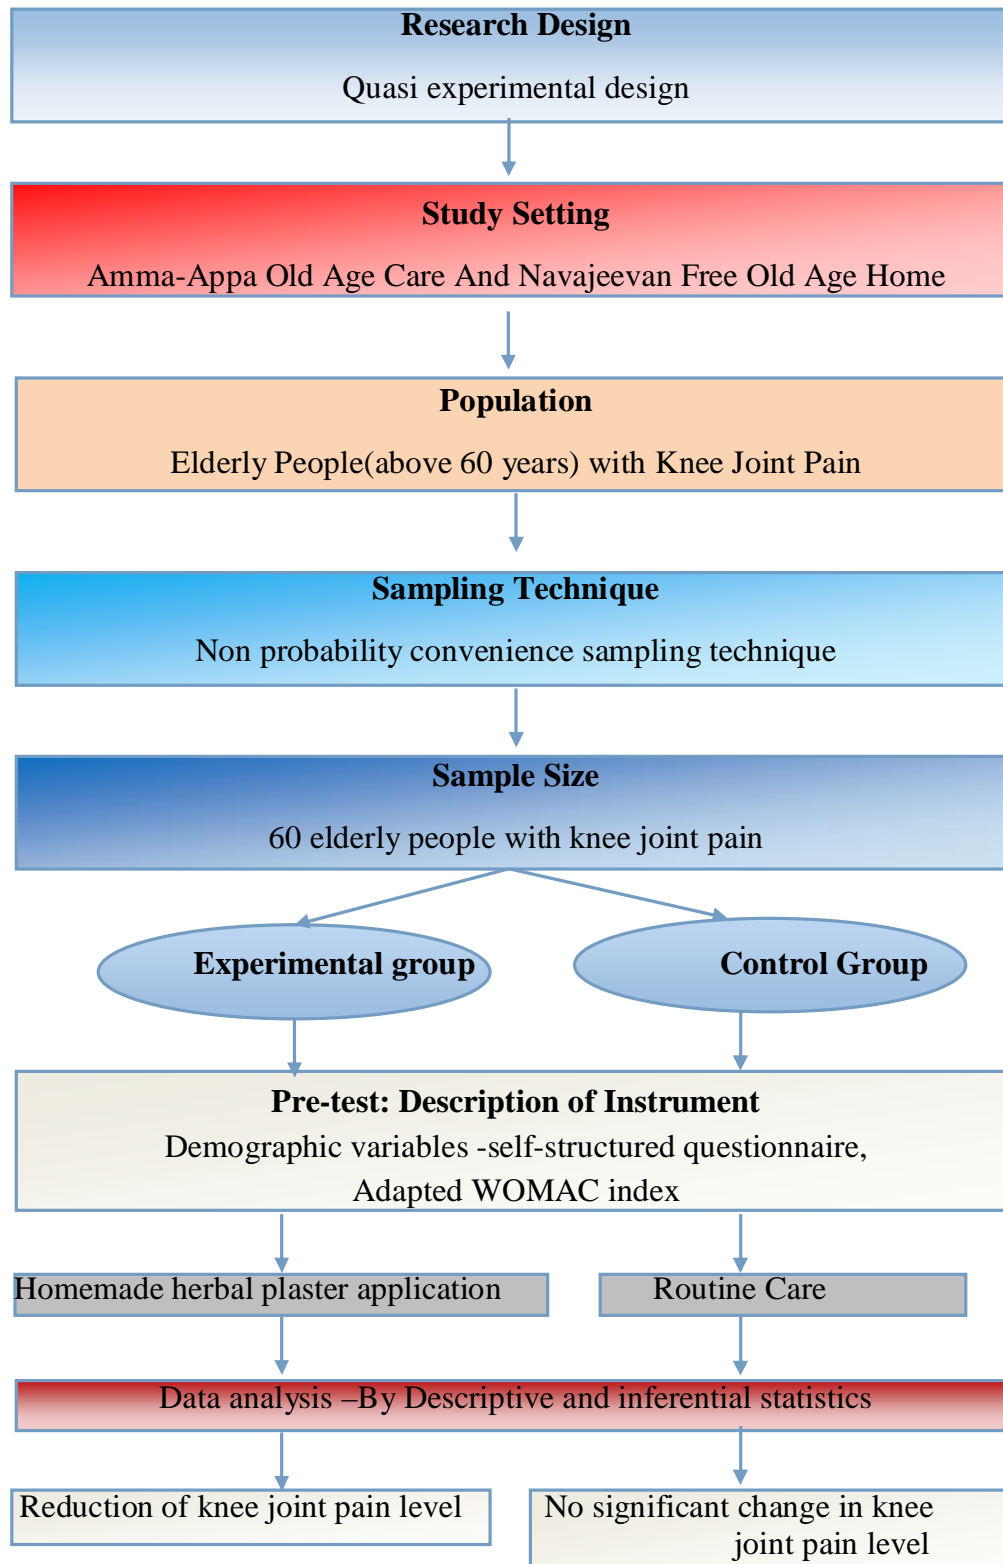 Research Design
Quasi experimental design
Study Setting
Amma-Appa Old Age Care And Navajeevan Free Old Age Home
Population
Elderly People(above 60 years) with Knee Joint Pain
Sampling Technique
Non probability convenience sampling technique
Sample Size
60 elderly people with knee joint pain
Experimental group
Control Group
Pre-test: Description of Instrument
Demographic variables -self-structured questionnaire,
Adapted WOMAC index
Homemade herbal plaster application
Routine Care
Data analysis –By Descriptive and inferential statistics
Reduction of knee joint pain level
No significant change in knee
joint pain level